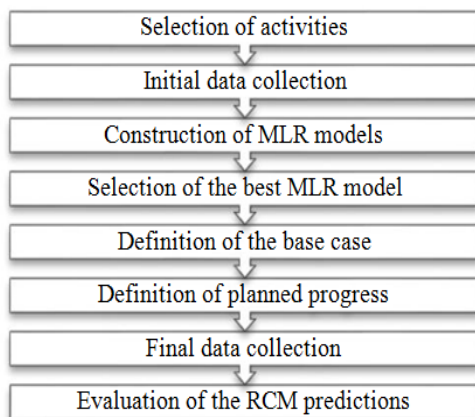 Selection of activities
Initial data collection
Construction of MLR models
Selection of the best MLR model
Definition of the base case
Definition of planned progress
Final data collection
Evaluation of the RCM predictions